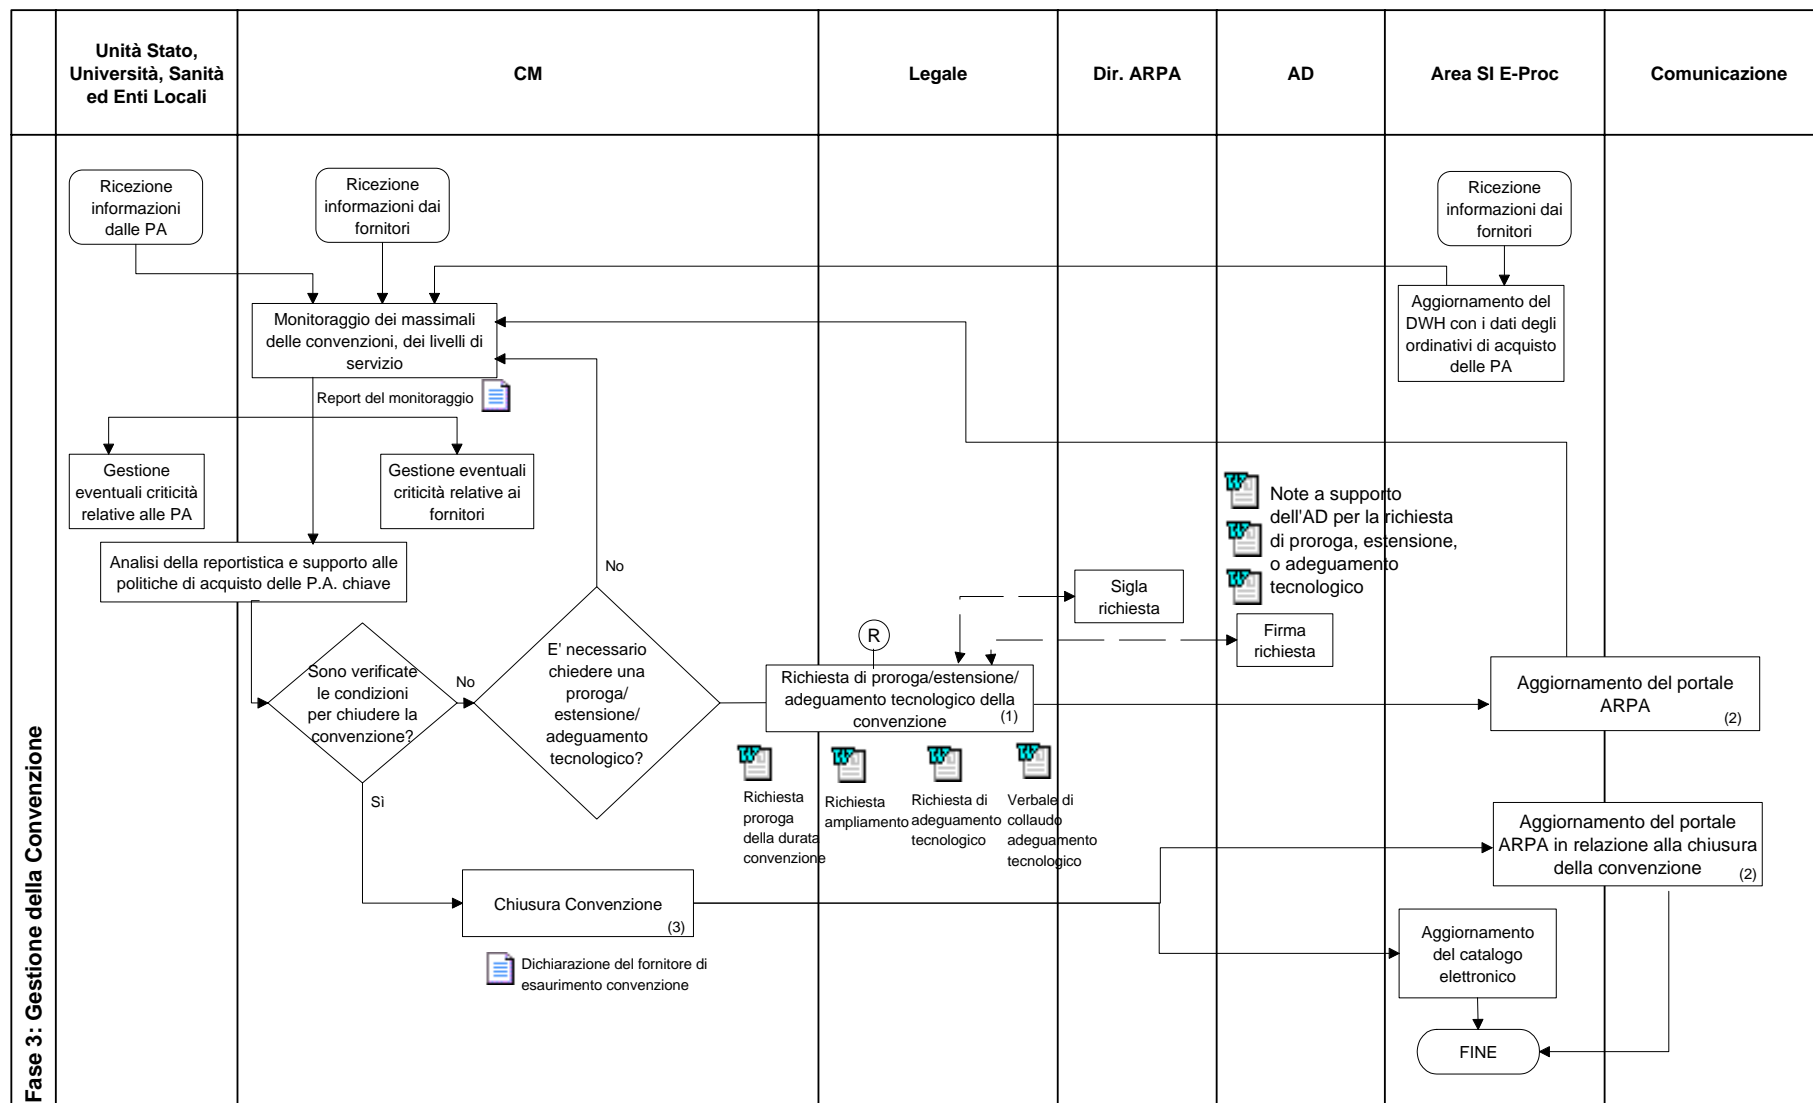 Unità Stato,
Università, Sanità
ed Enti Locali
CM
Legale
Dir. ARPA
AD
Area SI E-Proc
Comunicazione
Fase 3: Gestione della Convenzione
Ricezione
informazioni
dalle PA
Ricezione
informazioni dai
fornitori
Ricezione
informazioni dai
fornitori
Monitoraggio dei massimali
delle convenzioni, dei livelli di
servizio
Aggiornamento del
DWH con i dati degli
ordinativi di acquisto
delle PA
Report del monitoraggio
Gestione
eventuali criticità
relative alle PA
Gestione eventuali
criticità relative ai
fornitori
Note a supporto
dell'AD per la richiesta
di proroga, estensione,
o adeguamento
tecnologico
Analisi della reportistica e supporto alle
politiche di acquisto delle P.A. chiave
No
Sigla
richiesta
Firma
richiesta
R
Sono verificate
le condizioni
per chiudere la
convenzione?
No
E' necessario
chiedere una
proroga/
estensione/
adeguamento
tecnologico?
Richiesta di proroga/estensione/
adeguamento tecnologico della
convenzione
(1)
Aggiornamento del portale
ARPA
(2)
Sì
Richiesta
proroga
della durata
convenzione
Richiesta
ampliamento
Richiesta di
adeguamento
tecnologico
Verbale di
collaudo
adeguamento
tecnologico
Aggiornamento del portale
ARPA in relazione alla chiusura
della convenzione
(2)
Chiusura Convenzione
(3)
Dichiarazione del fornitore di
esaurimento convenzione
Aggiornamento
del catalogo
elettronico
FINE